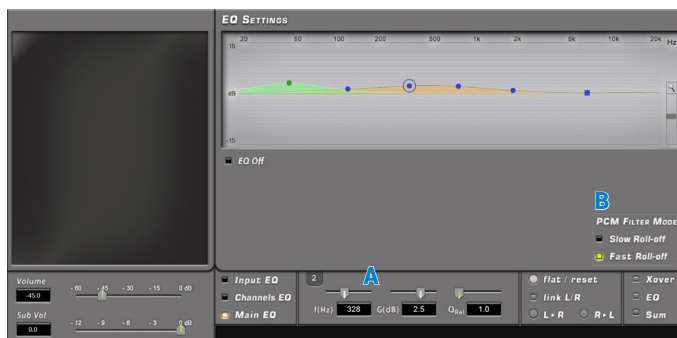 EQ SETTINGS
20 50 100 200 500 1k 2k 5k 10k 20k Hz
15
dB
-15
EQ Off
B
PCM FILTER MODE
Slow Roll-off
Fast Roll-off
Volume
-45.0
- 60 - 45 - 30 - 15 0 dB
Sub Vol
0.0
- 12 - 9 - 6 - 3 0 dB
Input EQ
Channels EQ
Main EQ
2
A
f(Hz) 328 G(dB) 2.5 QRel 1.0
flat / reset
link L/R
L▸R R▸L
Xover
EQ
Sum